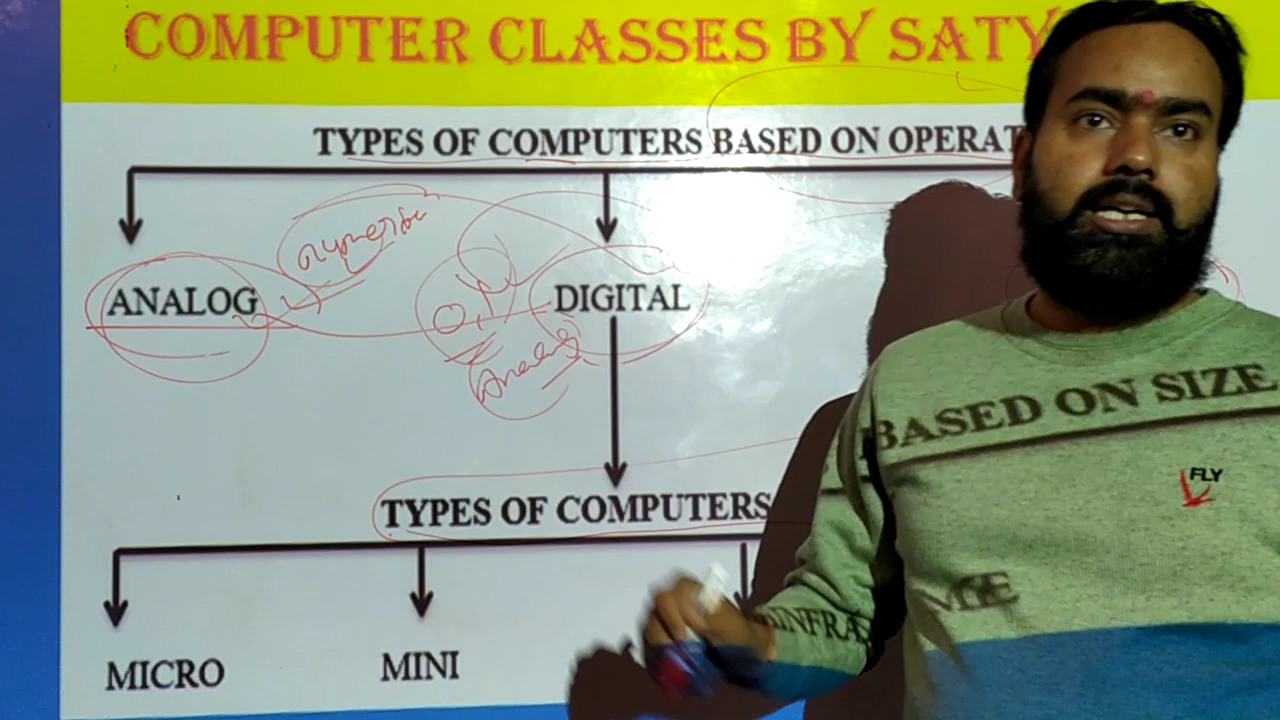 COMPUTER CLASSES BY SATY
TYPES OF COMPUTERS BASED ON OPERAT
ANALOG
0,1
DIGITAL
Analog
TYPES OF COMPUTERS BASED ON SIZE
FLY
MICRO
MINI